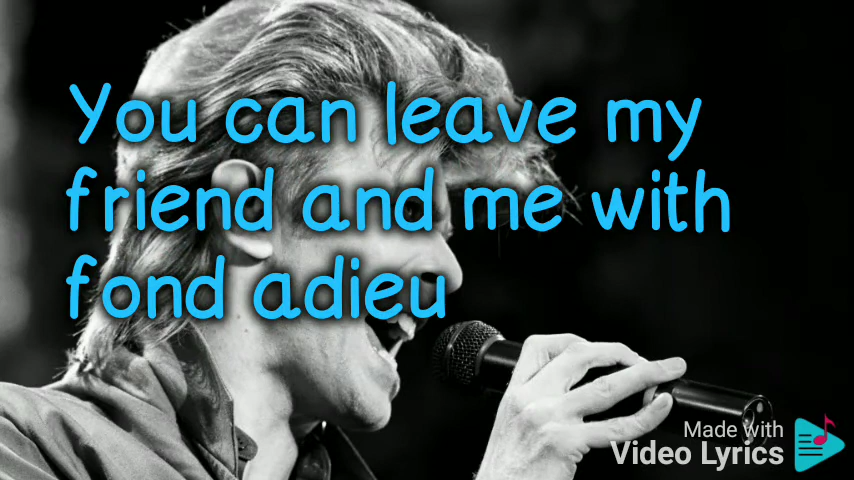 You can leave my
friend and me with
fond adieu
Made with
Video Lyrics